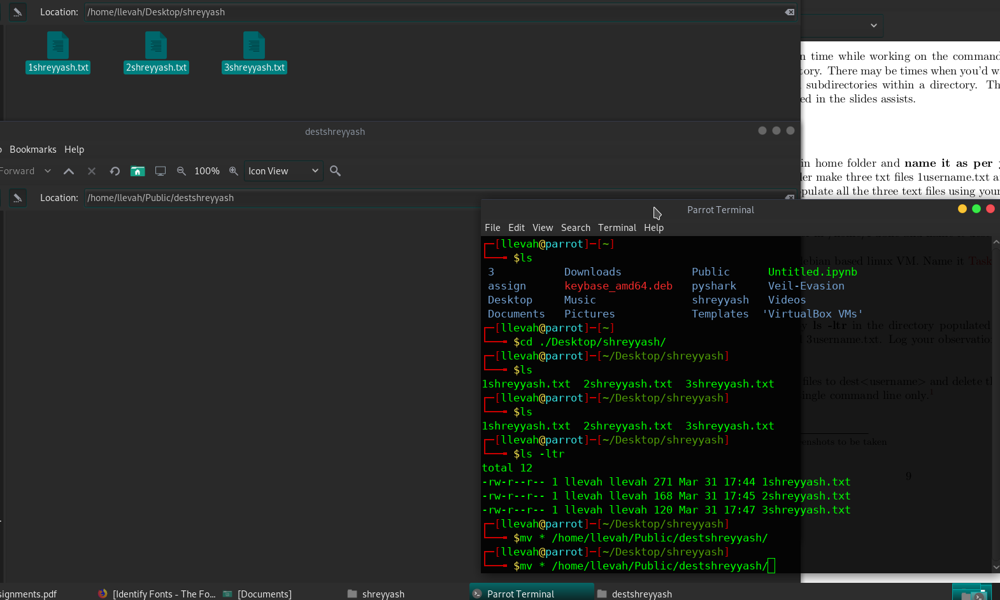 Location: /home/llevah/Desktop/shreyyash
1shreyyash.txt 2shreyyash.txt 3shreyyash.txt
n time while working on the command
tory. There may be times when you'd w
subdirectories within a directory. Th
ed in the slides assists.
destshreyyash
Bookmarks Help
Forward 100% Icon View
in home folder and name it as per
der make three txt files 1username.txt a
opulate all the three text files using your
Location: /home/llevah/Public/destshreyyash
Parrot Terminal
File Edit View Search Terminal Help
[llevah@parrot]-[~]
$ls
3 Downloads Public Untitled.ipynb
assign keybase_amd64.deb pyshark Veil-Evasion
Desktop Music shreyyash Videos
Documents Pictures Templates 'VirtualBox VMs'
[llevah@parrot]-[~]
$cd ./Desktop/shreyyash/
[llevah@parrot]-[~/Desktop/shreyyash]
$ls
1shreyyash.txt 2shreyyash.txt 3shreyyash.txt
[llevah@parrot]-[~/Desktop/shreyyash]
$ls
1shreyyash.txt 2shreyyash.txt 3shreyyash.txt
[llevah@parrot]-[~/Desktop/shreyyash]
$ls -ltr
total 12
-rw-r--r-- 1 llevah llevah 271 Mar 31 17:44 1shreyyash.txt
-rw-r--r-- 1 llevah llevah 168 Mar 31 17:45 2shreyyash.txt
-rw-r--r-- 1 llevah llevah 120 Mar 31 17:47 3shreyyash.txt
[llevah@parrot]-[~/Desktop/shreyyash]
$mv * /home/llevah/Public/destshreyyash/
[llevah@parrot]-[~/Desktop/shreyyash]
$mv * /home/llevah/Public/destshreyyash/
debian based linux VM. Name it Task
y ls -ltr in the directory populated
3username.txt. Log your observation
files to dest<username> and delete th
ingle command line only.1
enshots to be taken
9
signments.pdf [Identify Fonts - The Fo... [Documents] shreyyash Parrot Terminal destshreyyash